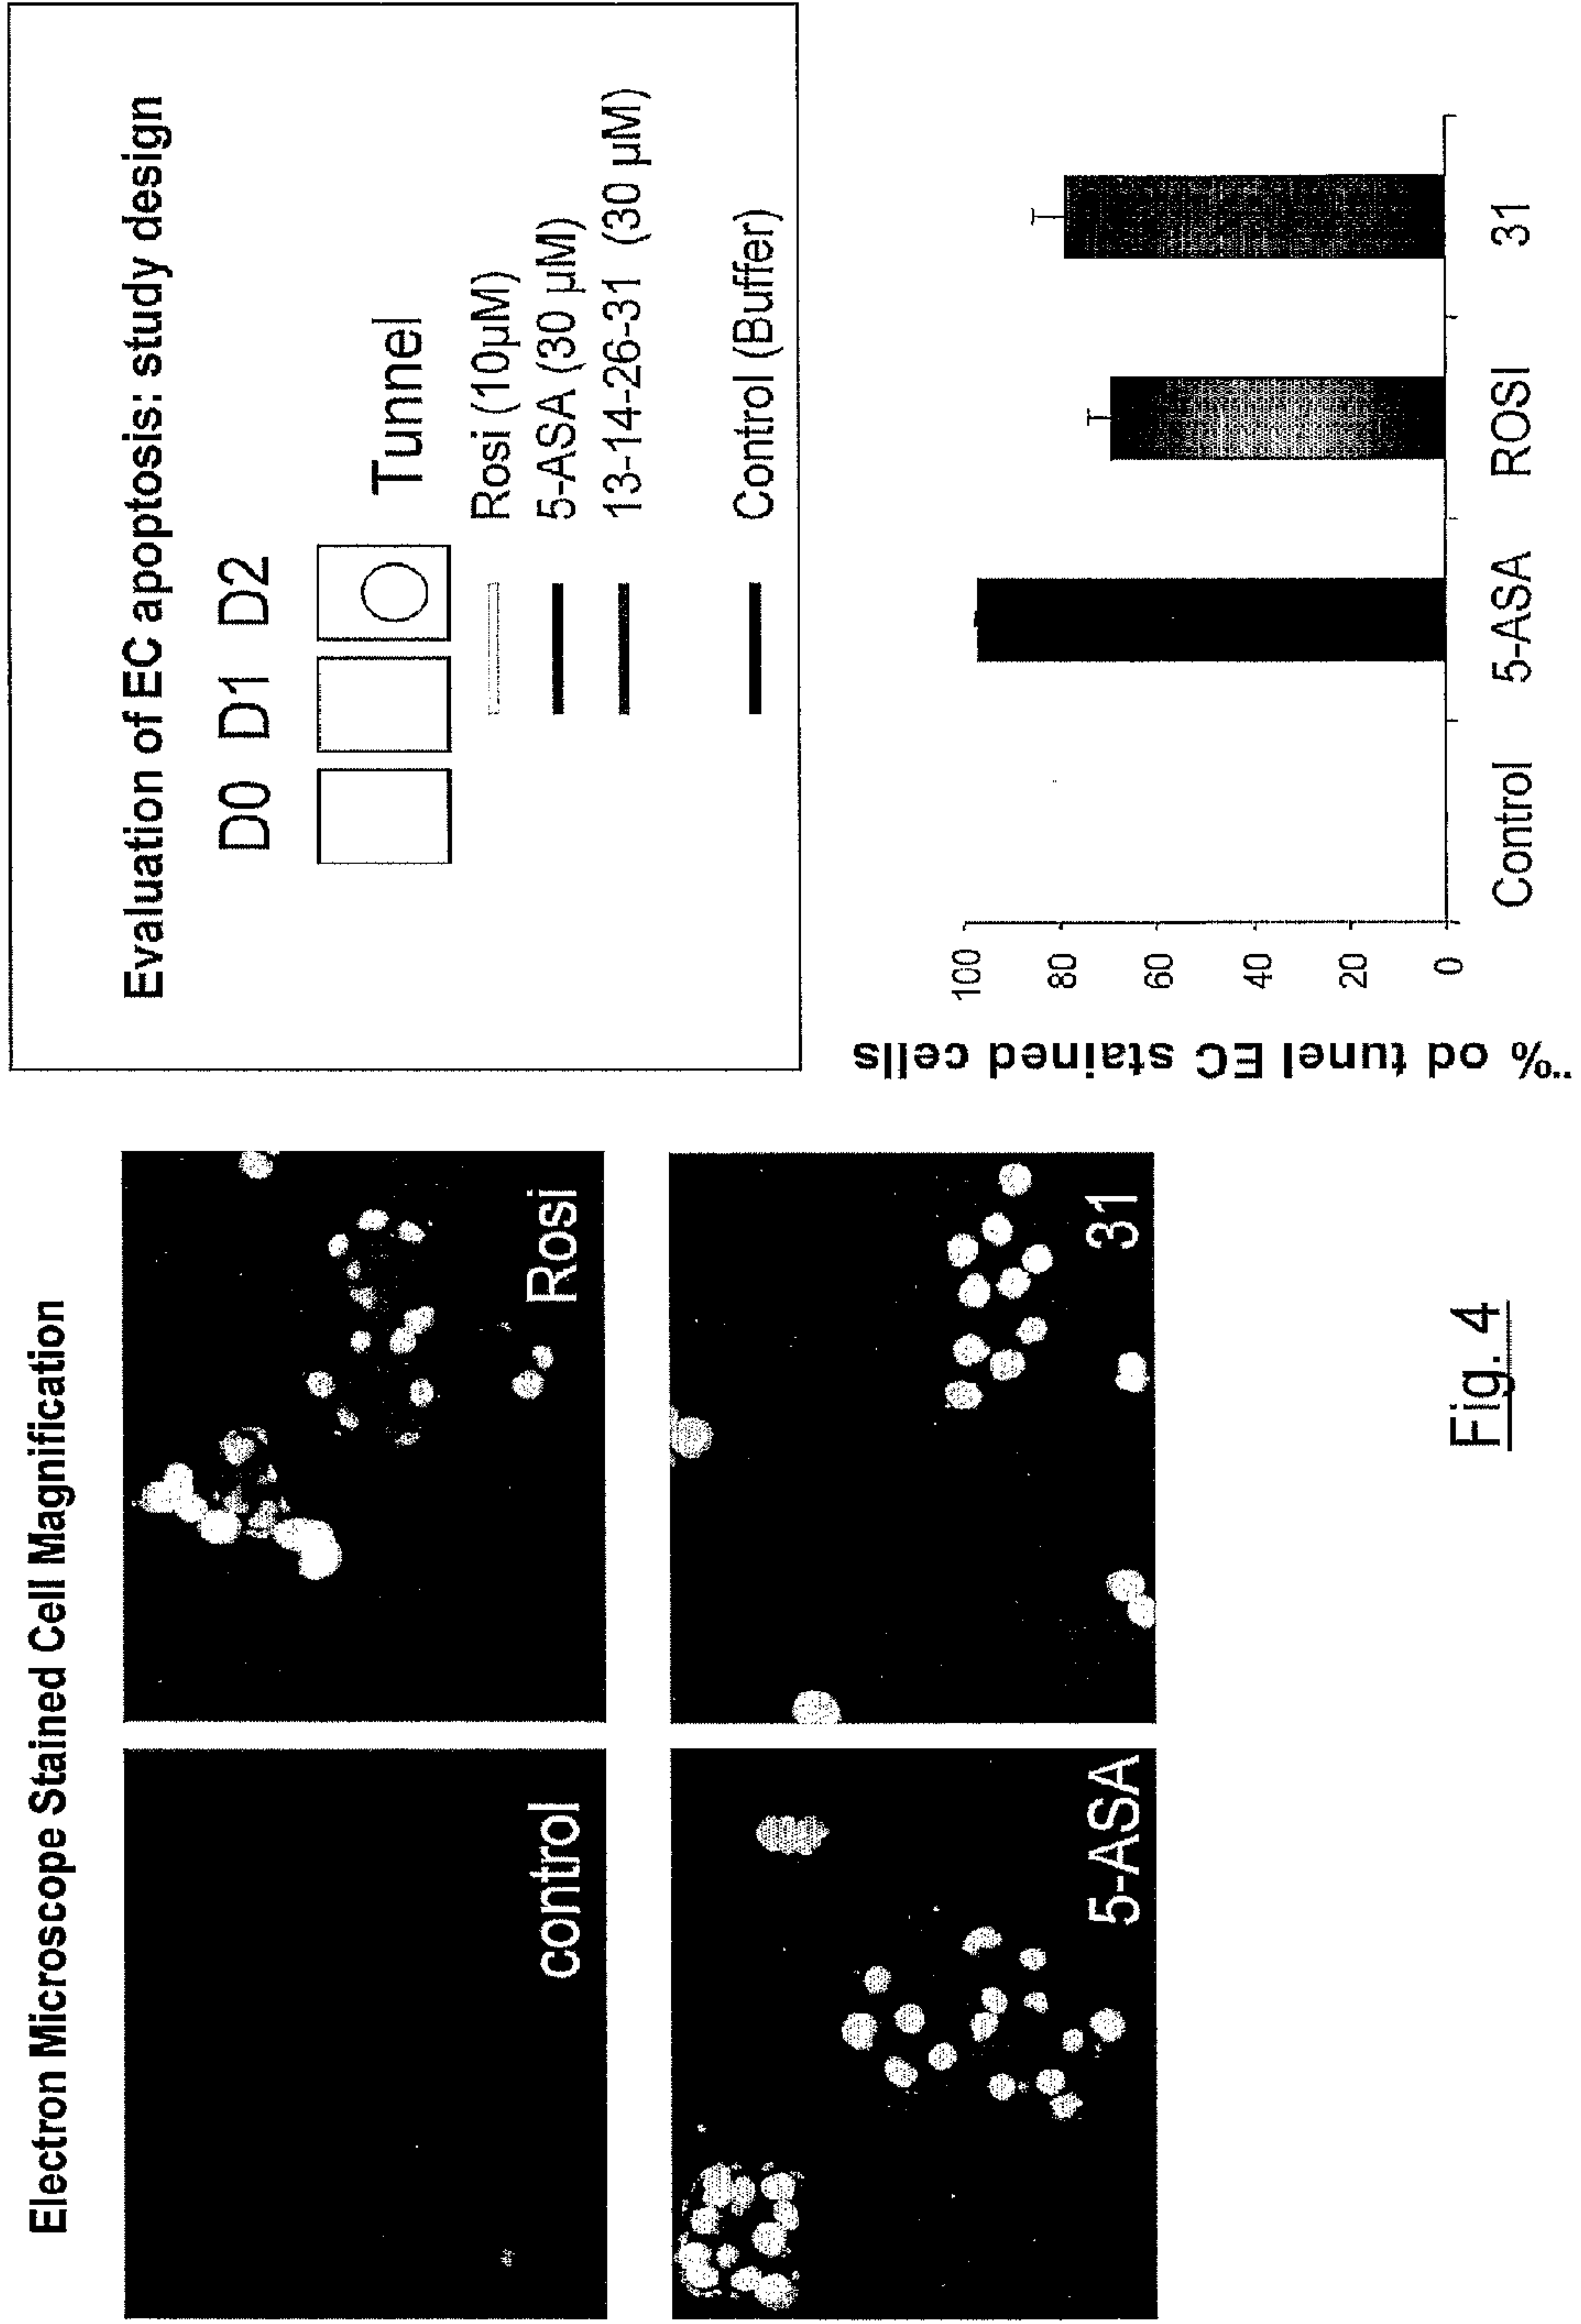 Electron Microscope Stained Cell Magnification
control
Rosi
5-ASA
31
Evaluation of EC apoptosis: study design
D0 D1 D2
Tunnel
Rosi (10µM)
5-ASA (30 µM)
13-14-26-31 (30 µM)
Control (Buffer)
¨% od tunel EC stained cells
100
80
60
40
20
0
Control 5-ASA ROSI 31
Fig. 4